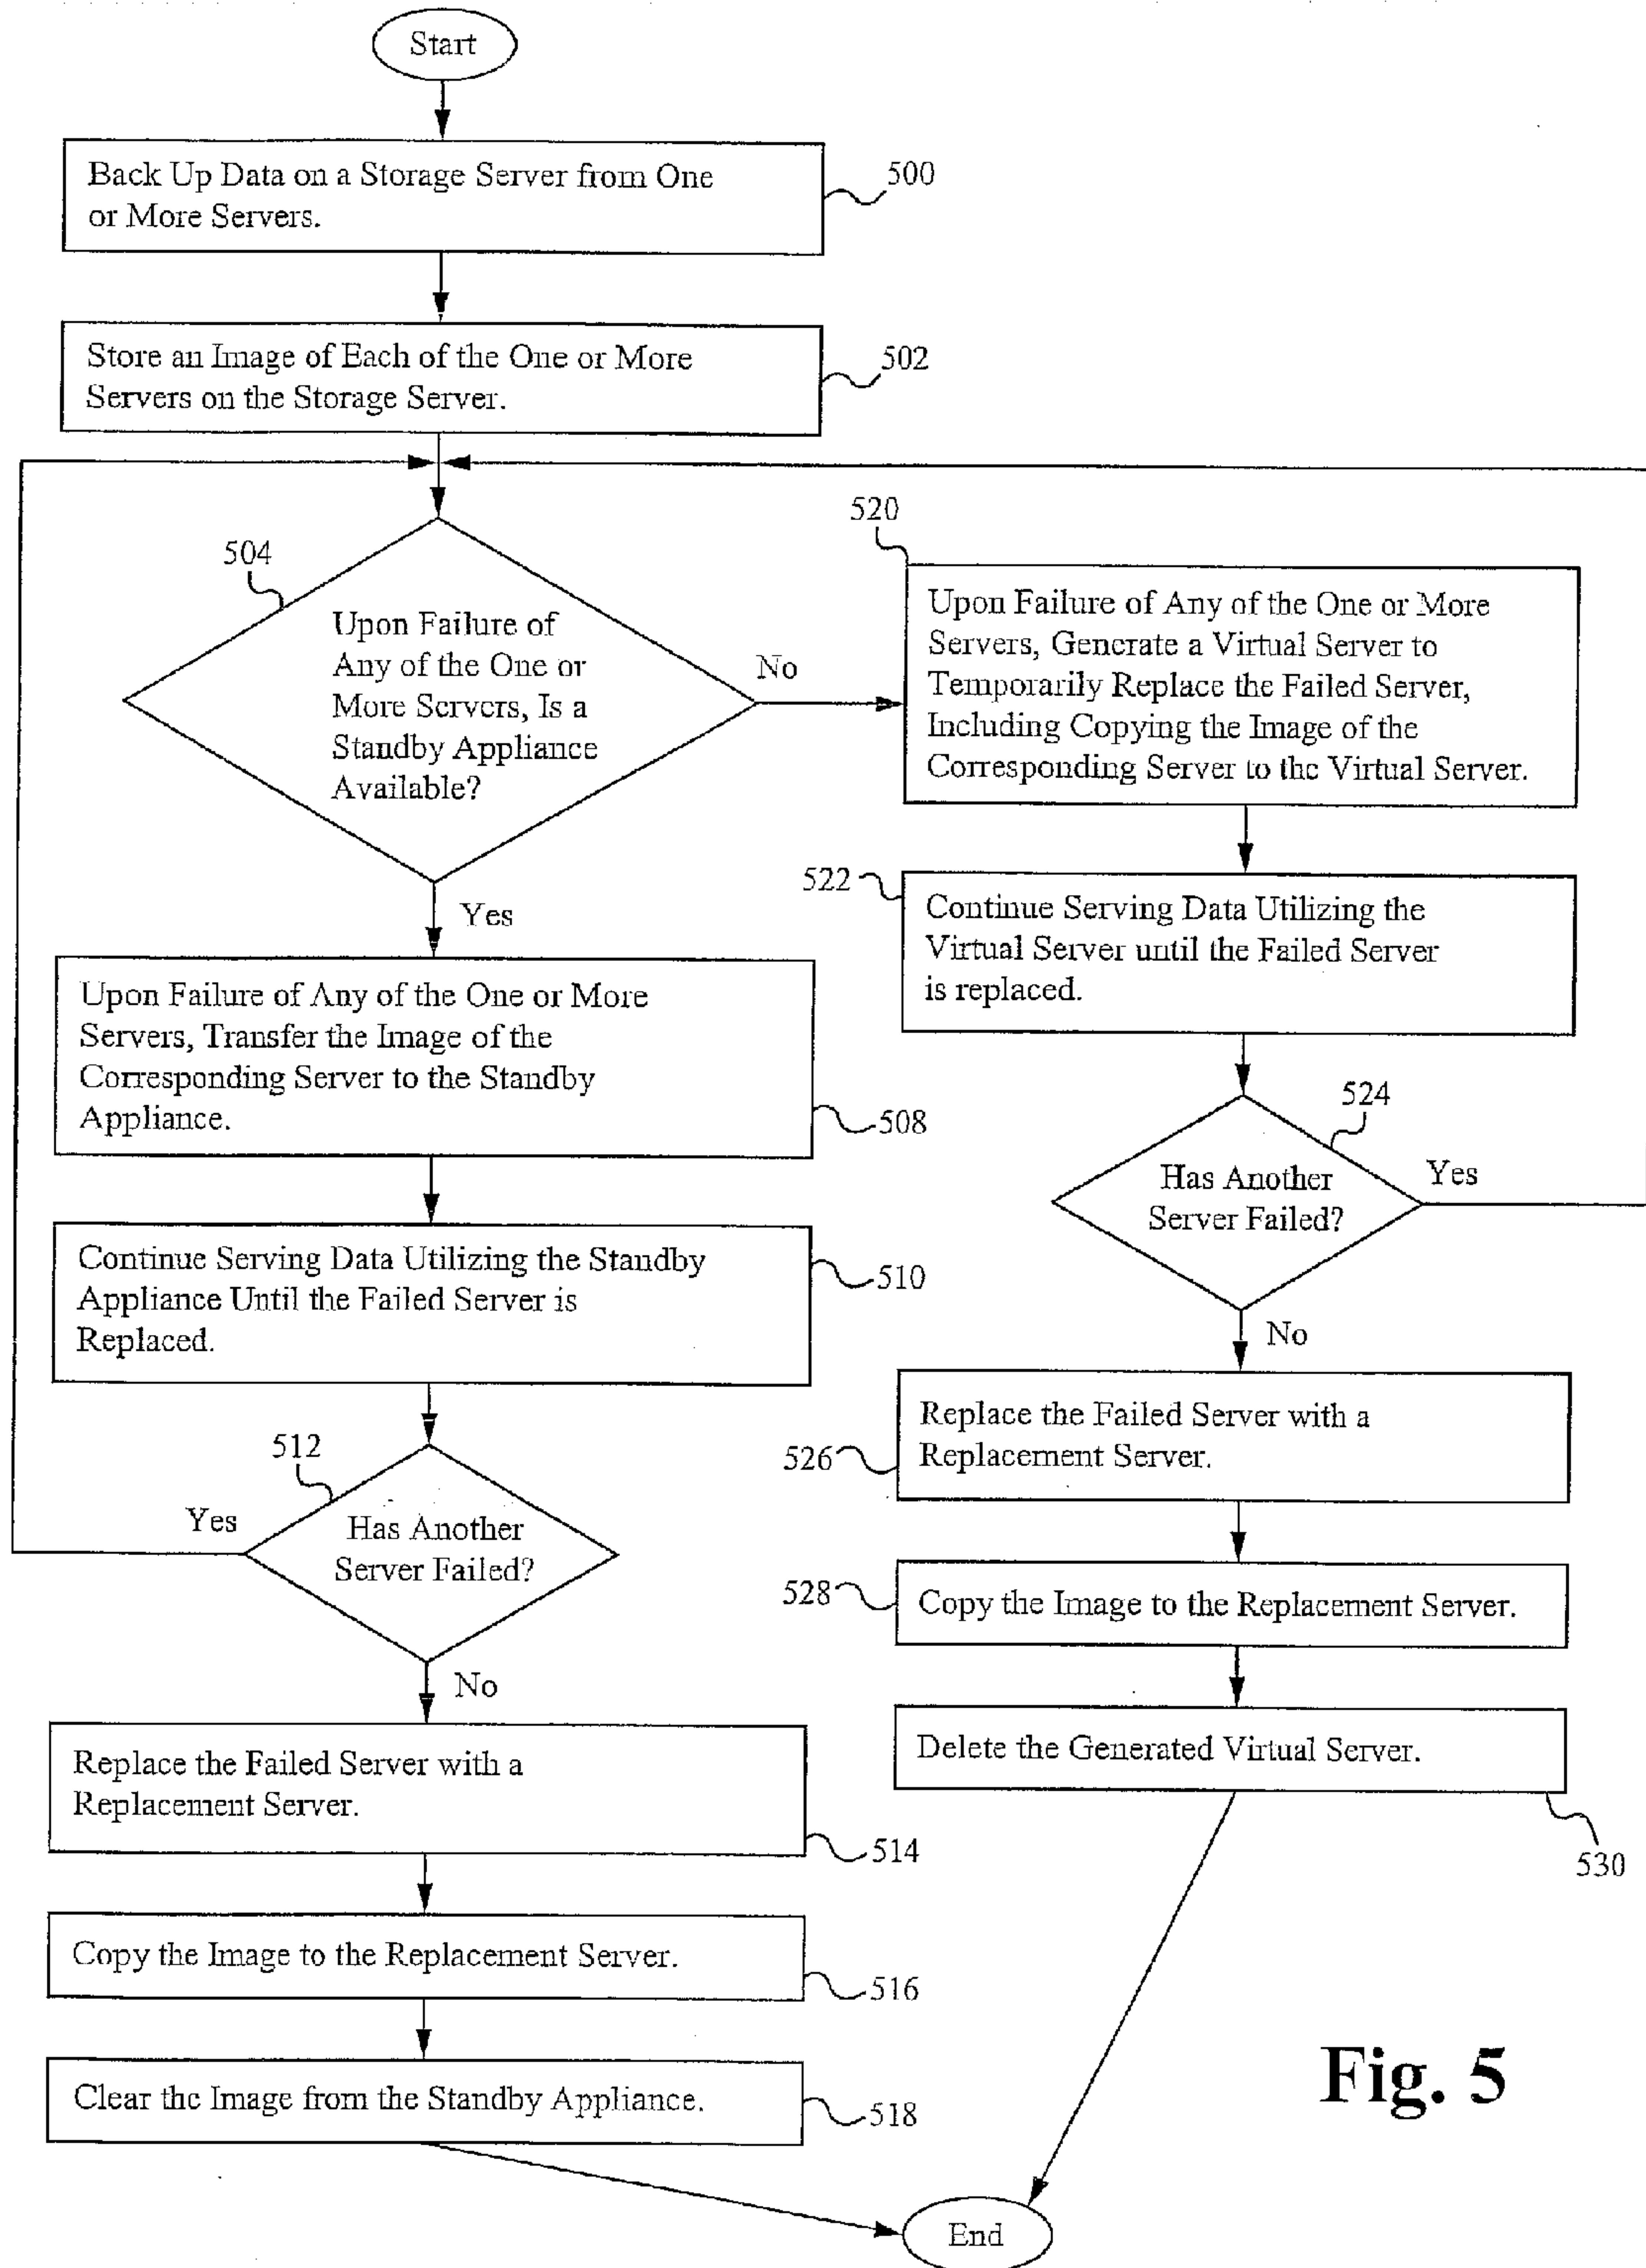 Start
Back Up Data on a Storage Server from One
or More Servers.
500
Store an Image of Each of the One or More
Servers on the Storage Server.
502
504
Upon Failure of
Any of the One or
More Servers, Is a
Standby Appliance
Available?
No
Yes
Upon Failure of Any of the One or More
Servers, Transfer the Image of the
Corresponding Server to the Standby
Appliance.
508
Continue Serving Data Utilizing the Standby
Appliance Until the Failed Server is
Replaced.
510
512
Yes
Has Another
Server Failed?
No
Replace the Failed Server with a
Replacement Server.
514
Copy the Image to the Replacement Server.
516
Clear the Image from the Standby Appliance.
518
520
Upon Failure of Any of the One or More
Servers, Generate a Virtual Server to
Temporarily Replace the Failed Server,
Including Copying the Image of the
Corresponding Server to the Virtual Server.
522
Continue Serving Data Utilizing the
Virtual Server until the Failed Server
is replaced.
524
Has Another
Server Failed?
Yes
No
Replace the Failed Server with a
Replacement Server.
526
528
Copy the Image to the Replacement Server.
Delete the Generated Virtual Server.
530
End
Fig. 5